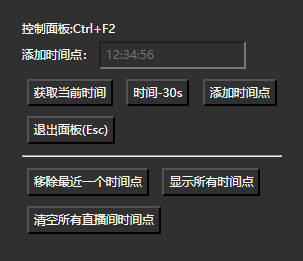 控制面板:Ctrl+F2
添加时间点： 12:34:56
获取当前时间 时间-30s 添加时间点
退出面板(Esc)
移除最近一个时间点 显示所有时间点
清空所有直播间时间点